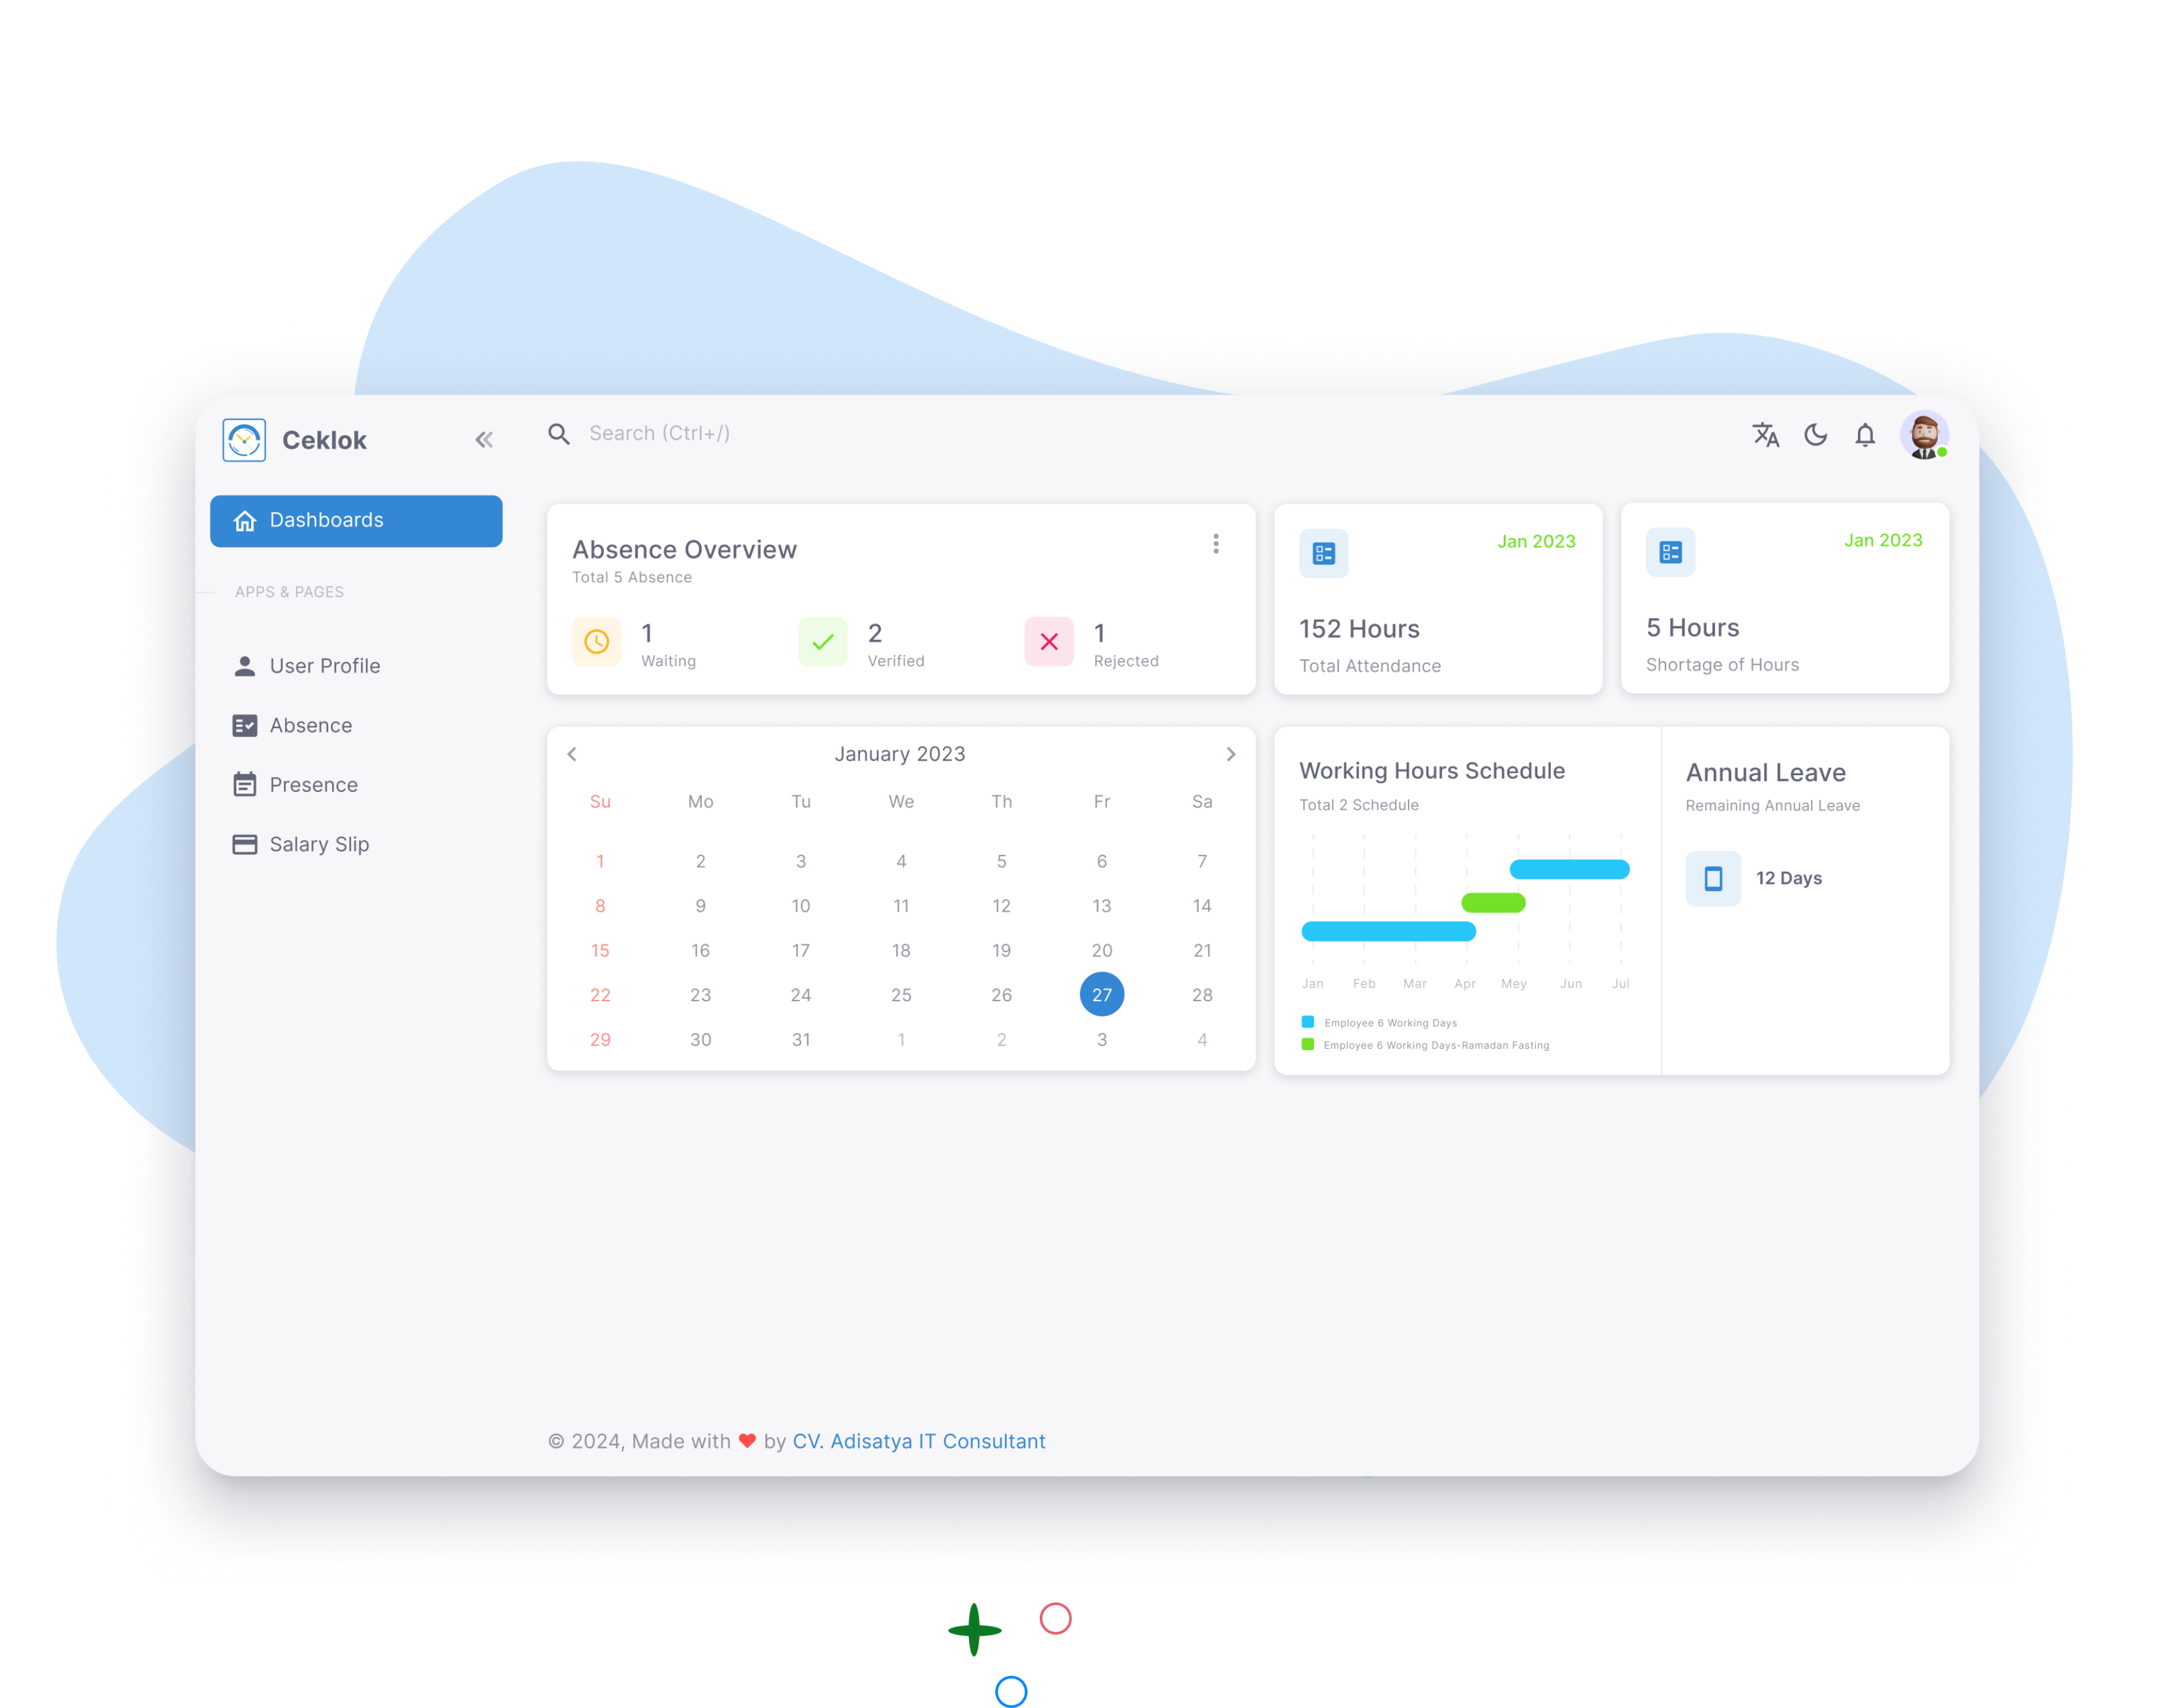 Ceklok
Search (Ctrl+/)
Dashboards
APPS & PAGES
User Profile
Absence
Presence
Salary Slip
Absence Overview
Total 5 Absence
1
Waiting
2
Verified
1
Rejected
Jan 2023
152 Hours
Total Attendance
Jan 2023
5 Hours
Shortage of Hours
January 2023
Su Mo Tu We Th Fr Sa
1 2 3 4 5 6 7
8 9 10 11 12 13 14
15 16 17 18 19 20 21
22 23 24 25 26 27 28
29 30 31 1 2 3 4
Working Hours Schedule
Total 2 Schedule
Jan Feb Mar Apr Mey Jun Jul
Employee 6 Working Days
Employee 6 Working Days-Ramadan Fasting
Annual Leave
Remaining Annual Leave
12 Days
© 2024, Made with ❤ by CV. Adisatya IT Consultant